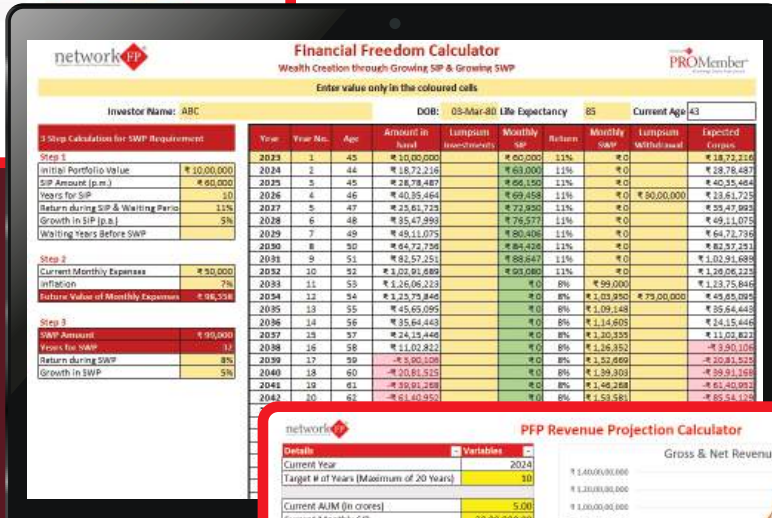 networkFP
Financial Freedom Calculator
Wealth Creation through Growing SIP & Growing SWP
PROMember
Enter value only in the coloured cells
Investor Name: ABC DOB: 03-Mar-80 Life Expectancy 85 Current Age 43
3 Step Calculation for SWP Requirement
Step 1
Initial Portfolio Value ₹ 10,00,000
SIP Amount (p.m.) ₹ 60,000
Years for SIP 10
Return during SIP & Waiting Perio 11%
Growth in SIP (p.a.) 5%
Waiting Years Before SWP
Step 2
Current Monthly Expenses ₹ 50,000
Inflation 7%
Future Value of Monthly Expenses ₹ 98,358
Step 3
SWP Amount ₹ 99,000
Years for SWP 32
Return during SWP 8%
Growth in SWP 5%
Year Year No. Age Amount in hand Lumpsum Investments Monthly SIP Return Monthly SWP Lumpsum Withdrawal Expected Corpus
2023 1 43 ₹ 10,00,000 ₹ 60,000 11% ₹ 0 ₹ 18,72,216
2024 2 44 ₹ 18,72,216 ₹ 63,000 11% ₹ 0 ₹ 28,78,487
2025 3 45 ₹ 28,78,487 ₹ 66,150 11% ₹ 0 ₹ 40,35,464
2026 4 46 ₹ 40,35,464 ₹ 69,458 11% ₹ 0 ₹ 30,00,000 ₹ 23,61,725
2027 5 47 ₹ 23,61,725 ₹ 72,930 11% ₹ 0 ₹ 35,47,993
2028 6 48 ₹ 35,47,993 ₹ 76,577 11% ₹ 0 ₹ 49,11,075
2029 7 49 ₹ 49,11,075 ₹ 80,406 11% ₹ 0 ₹ 64,72,736
2030 8 50 ₹ 64,72,736 ₹ 84,426 11% ₹ 0 ₹ 82,57,251
2031 9 51 ₹ 82,57,251 ₹ 88,647 11% ₹ 0 ₹ 1,02,91,689
2032 10 52 ₹ 1,02,91,689 ₹ 93,080 11% ₹ 0 ₹ 1,26,06,223
2033 11 53 ₹ 1,26,06,223 ₹ 0 8% ₹ 99,000 ₹ 1,23,75,846
2034 12 54 ₹ 1,23,75,846 ₹ 0 8% ₹ 1,03,950 ₹ 75,00,000 ₹ 45,65,095
2035 13 55 ₹ 45,65,095 ₹ 0 8% ₹ 1,09,148 ₹ 35,64,443
2036 14 56 ₹ 35,64,443 ₹ 0 8% ₹ 1,14,605 ₹ 24,15,446
2037 15 57 ₹ 24,15,446 ₹ 0 8% ₹ 1,20,335 ₹ 11,02,822
2038 16 58 ₹ 11,02,822 ₹ 0 8% ₹ 1,26,352 -₹ 3,90,106
2039 17 59 -₹ 3,90,106 ₹ 0 8% ₹ 1,32,669 -₹ 20,81,525
2040 18 60 -₹ 20,81,525 ₹ 0 8% ₹ 1,39,303 -₹ 39,91,268
2041 19 61 -₹ 39,91,268 ₹ 0 8% ₹ 1,46,268 -₹ 61,40,952
2042 20 62 -₹ 61,40,952 ₹ 0 8% ₹ 1,53,581 -₹ 85,54,129
networkFP
PFP Revenue Projection Calculator
Details Variables
Current Year 2024
Target # of Years (Maximum of 20 Years) 10
Current AUM (in crores) 5.00
Gross & Net Revenu
₹ 1,40,00,00,000
₹ 1,20,00,00,000
₹ 1,00,00,00,000